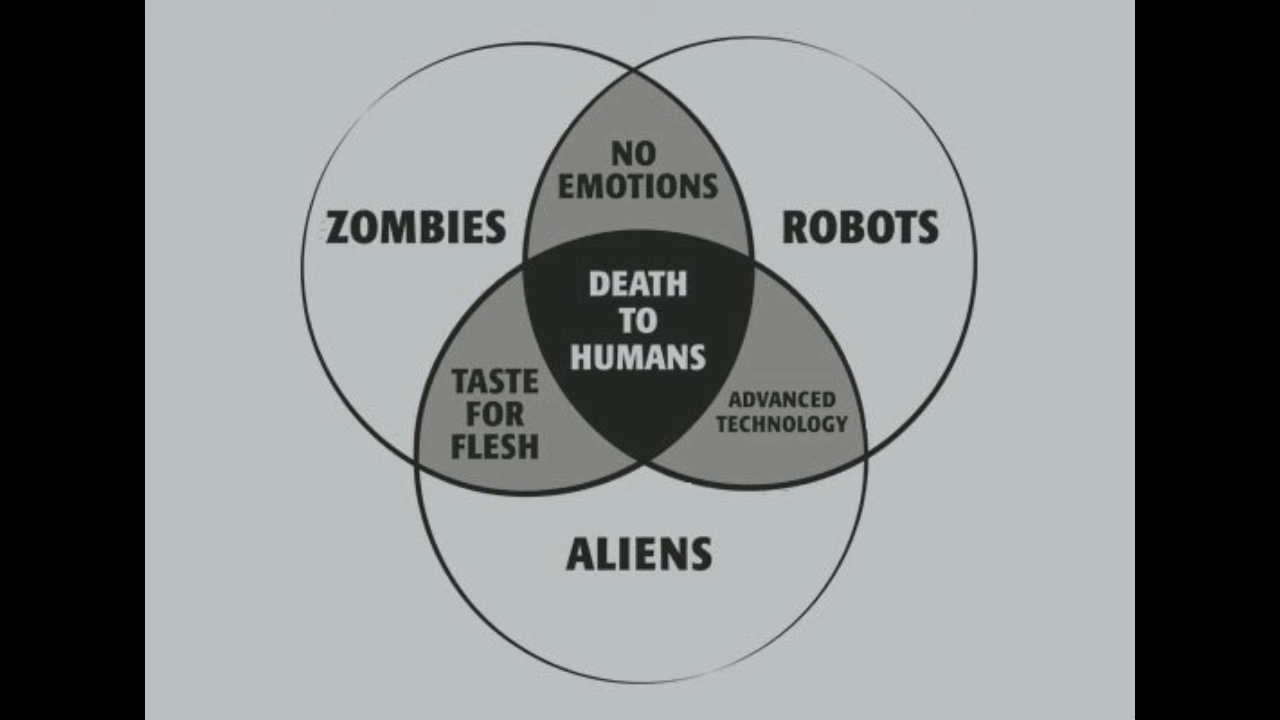 NO
EMOTIONS
ZOMBIES
ROBOTS
DEATH
TO
HUMANS
TASTE
FOR
FLESH
ADVANCED
TECHNOLOGY
ALIENS